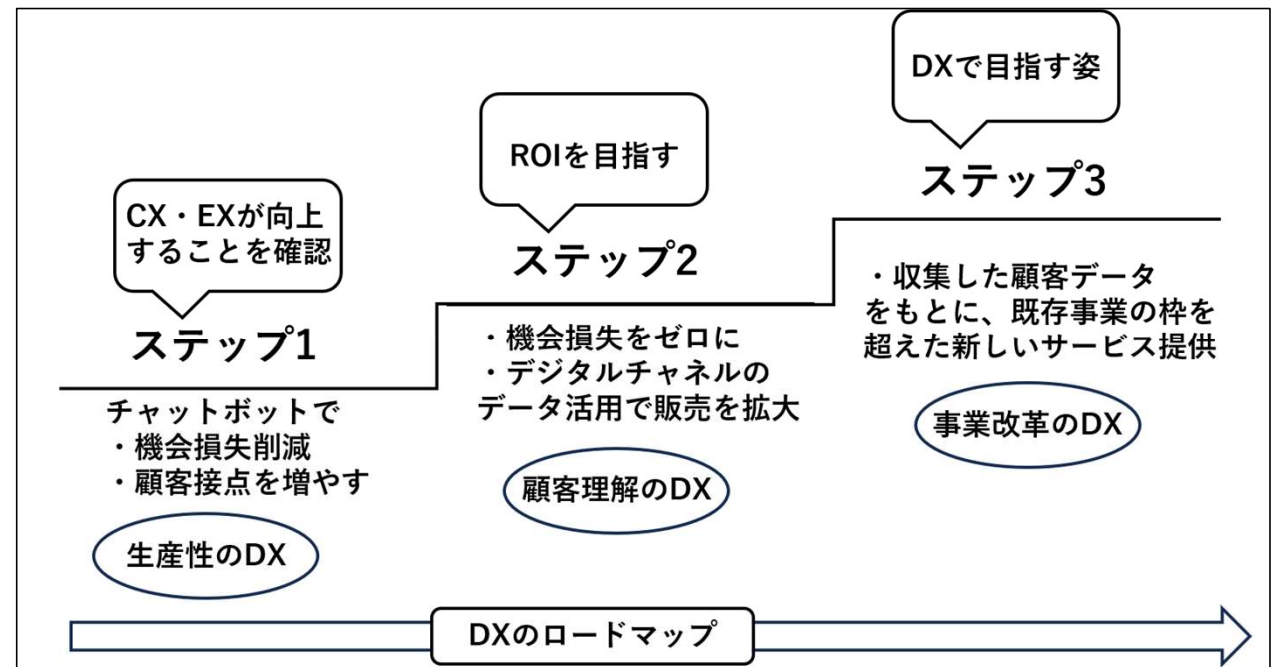 CX・EXが向上
することを確認
ステップ1
チャットボットで
・機会損失削減
・顧客接点を増やす
生産性のDX
ROIを目指す
ステップ2
・機会損失をゼロに
・デジタルチャネルの
データ活用で販売を拡大
顧客理解のDX
DXで目指す姿
ステップ3
・収集した顧客データ
をもとに、既存事業の枠を
超えた新しいサービス提供
事業改革のDX
DXのロードマップ